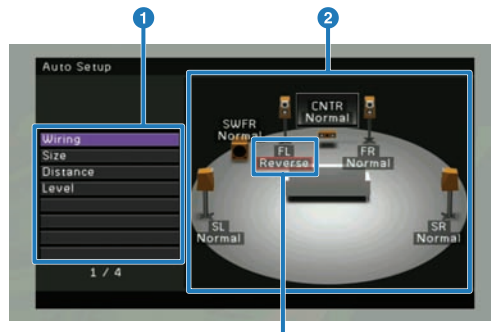 1
2
Auto Setup
CNTR
Normal
SWFR
Normal
FL
Reverse
FR
Normal
Wiring
Size
Distance
Level
SL
Normal
SR
Normal
1 / 4